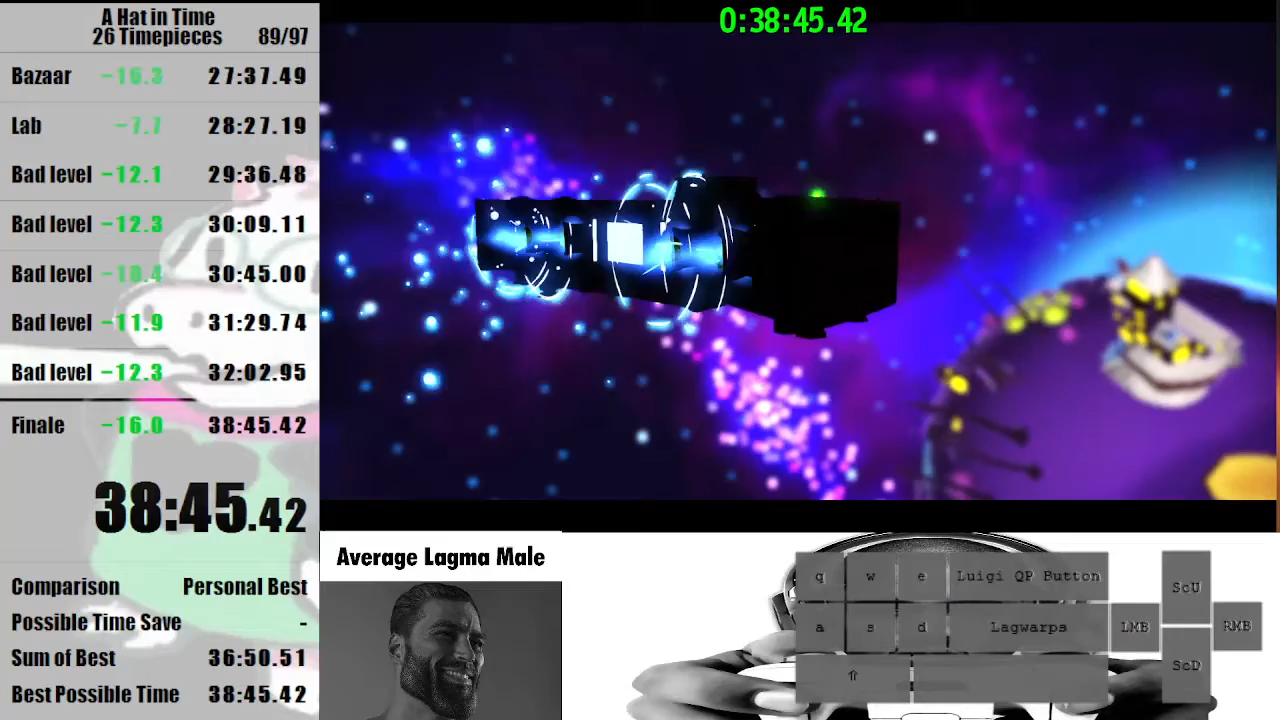 A Hat in Time
26 Timepieces 89/97
Bazaar -16.3 27:37.49
Lab -7.7 28:27.19
Bad level -12.1 29:36.48
Bad level -12.3 30:09.11
Bad level -10.4 30:45.00
Bad level -11.9 31:29.74
Bad level -12.3 32:02.95
Finale -16.0 38:45.42
38:45.42
Comparison Personal Best
Possible Time Save -
Sum of Best 36:50.51
Best Possible Time 38:45.42
0:38:45.42
Average Lagma Male
q w e Luigi QP Button ScU
a s d Lagwarps LMB RMB
⇧ ScD